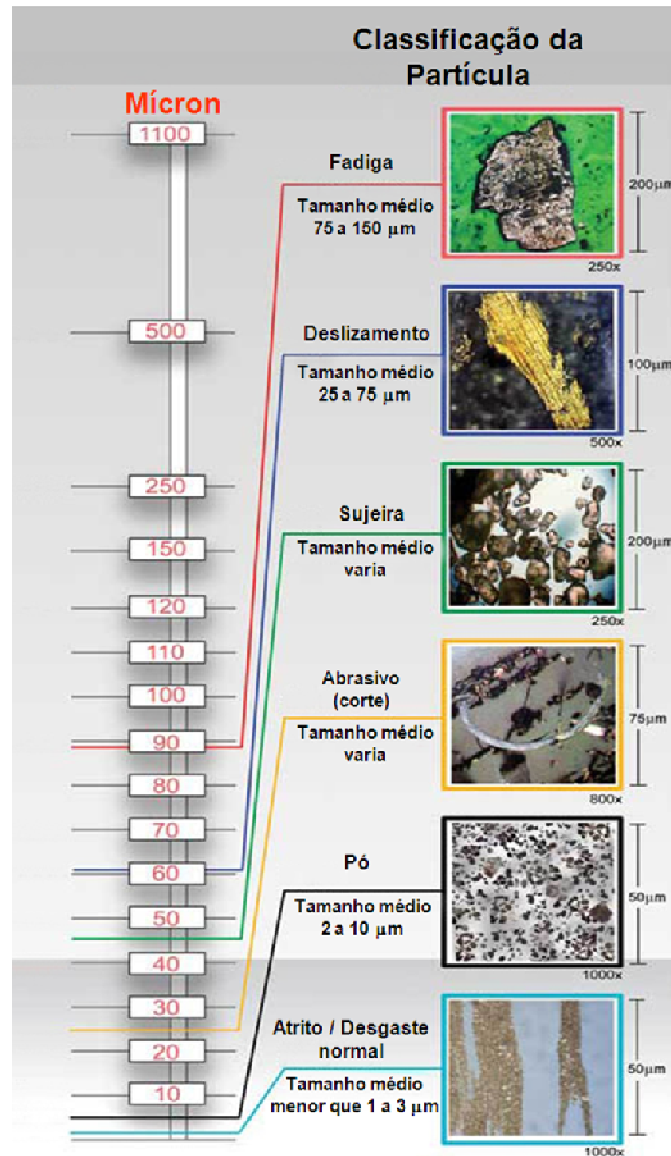 Classificação da
Partícula
Mícron
1100
500
250
150
120
110
100
90
80
70
60
50
40
30
20
10
Fadiga
Tamanho médio
75 a 150 µm
200µm
250x
Deslizamento
Tamanho médio
25 a 75 µm
100µm
500x
Sujeira
Tamanho médio
varia
200µm
250x
Abrasivo
(corte)
Tamanho médio
varia
75µm
800x
Pó
Tamanho médio
2 a 10 µm
50µm
1000x
Atrito / Desgaste
normal
Tamanho médio
menor que 1 a 3 µm
50µm
1000x